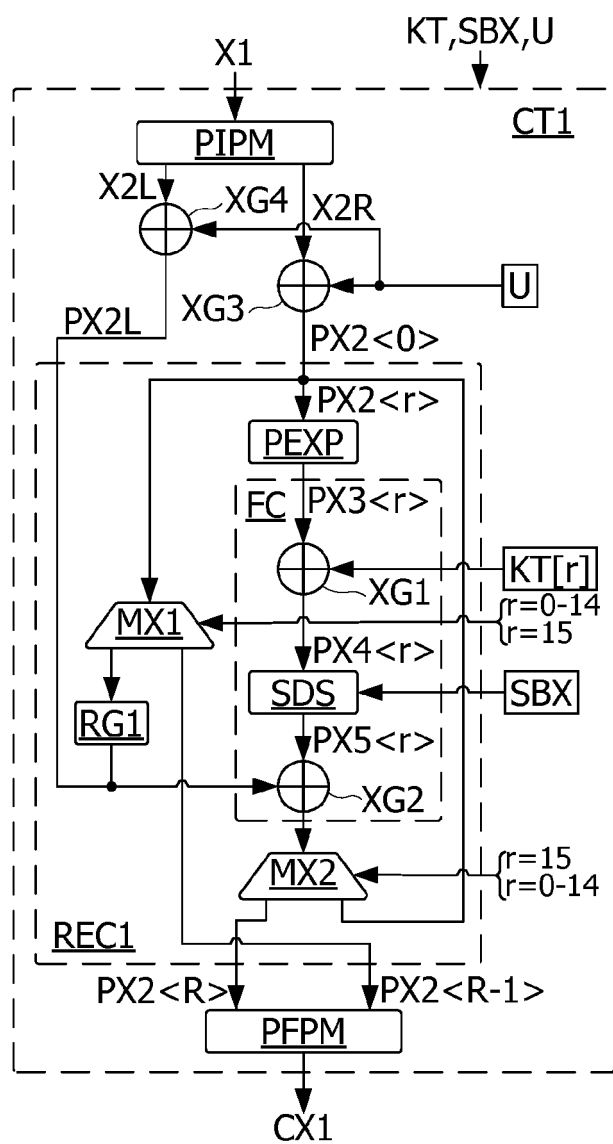 KT,SBX,U
X1
CT1
PIPM
X2L
XG4
X2R
U
XG3
PX2L
PX2<0>
PX2<r>
PEXP
FC
PX3<r>
KT[r]
XG1
MX1
r=0-14
r=15
PX4<r>
SDS
SBX
RG1
PX5<r>
XG2
MX2
r=15
r=0-14
REC1
PX2<R>
PX2<R-1>
PFPM
CX1